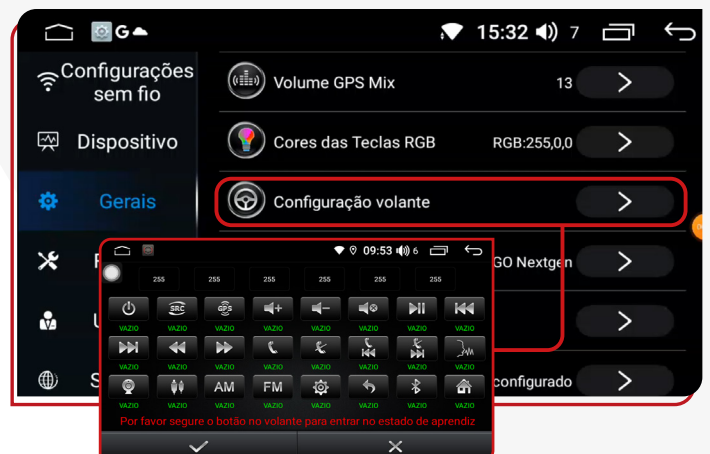 G
15:32
7
Configurações
sem fio
Volume GPS Mix
13
Dispositivo
Cores das Teclas RGB
RGB:255,0,0
Gerais
Configuração volante
GO Nextgen
configurado
09:53
6
255 255 255 255 255 255
SRC GPS
VAZIO VAZIO VAZIO VAZIO VAZIO VAZIO VAZIO VAZIO
VAZIO VAZIO VAZIO VAZIO VAZIO VAZIO VAZIO VAZIO
AM FM
VAZIO VAZIO VAZIO VAZIO VAZIO VAZIO VAZIO VAZIO
Por favor segure o botão no volante para entrar no estado de aprendiz